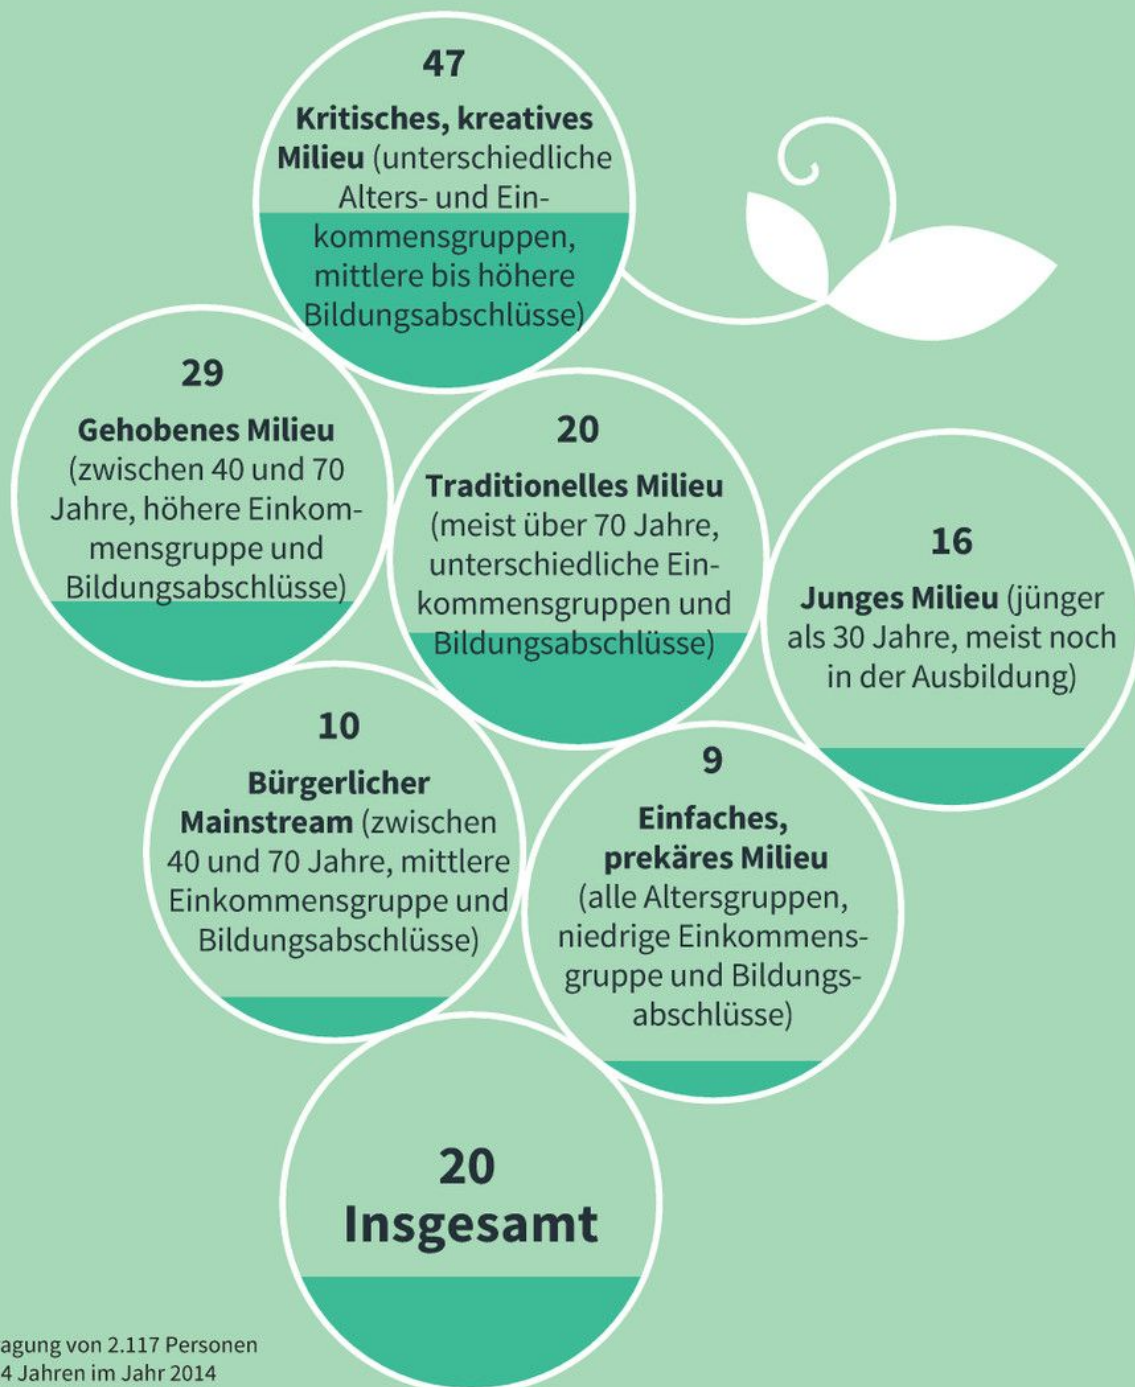 47
Kritisches, kreatives
Milieu (unterschiedliche
Alters- und Ein-
kommensgruppen,
mittlere bis höhere
Bildungsabschlüsse)
29
Gehobenes Milieu
(zwischen 40 und 70
Jahre, höhere Einkom-
mensgruppe und
Bildungsabschlüsse)
20
Traditionelles Milieu
(meist über 70 Jahre,
unterschiedliche Ein-
kommensgruppen und
Bildungsabschlüsse)
16
Junges Milieu (jünger
als 30 Jahre, meist noch
in der Ausbildung)
10
Bürgerlicher
Mainstream (zwischen
40 und 70 Jahre, mittlere
Einkommensgruppe und
Bildungsabschlüsse)
9
Einfaches,
prekäres Milieu
(alle Altersgruppen,
niedrige Einkommens-
gruppe und Bildungs-
abschlüsse)
20
Insgesamt
agung von 2.117 Personen
4 Jahren im Jahr 2014